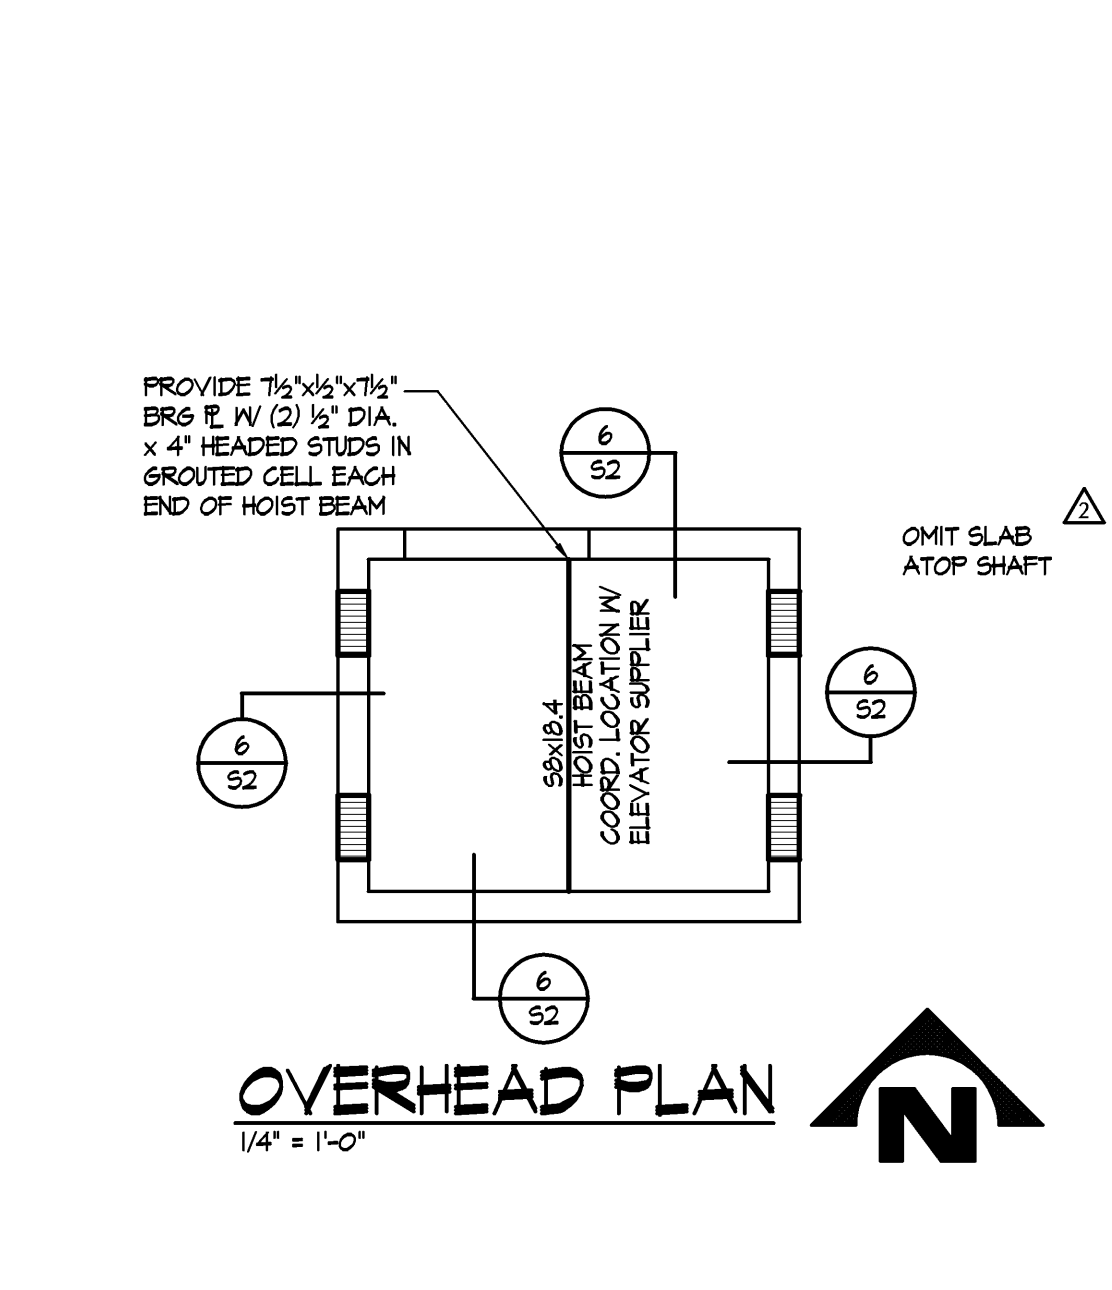 PROVIDE 7½"x½"x7½"
BRG PL W/ (2) ½" DIA.
x 4" HEADED STUDS IN
GROUTED CELL EACH
END OF HOIST BEAM
6
S2
2
OMIT SLAB
ATOP SHAFT
S8x18.4
HOIST BEAM
COORD. LOCATION W/
ELEVATOR SUPPLIER
6
S2
6
S2
6
S2
OVERHEAD PLAN
1/4" = 1'-0"
N